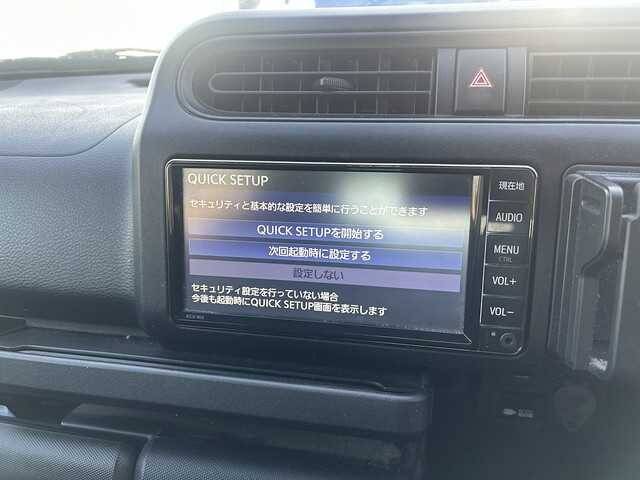 QUICK SETUP
セキュリティと基本的な設定を簡単に行うことができます
QUICK SETUPを開始する
次回起動時に設定する
設定しない
セキュリティ設定を行っていない場合
今後も起動時にQUICK SETUP画面を表示します
現在地
AUDIO
MENU
CTRL
VOL+
VOL-